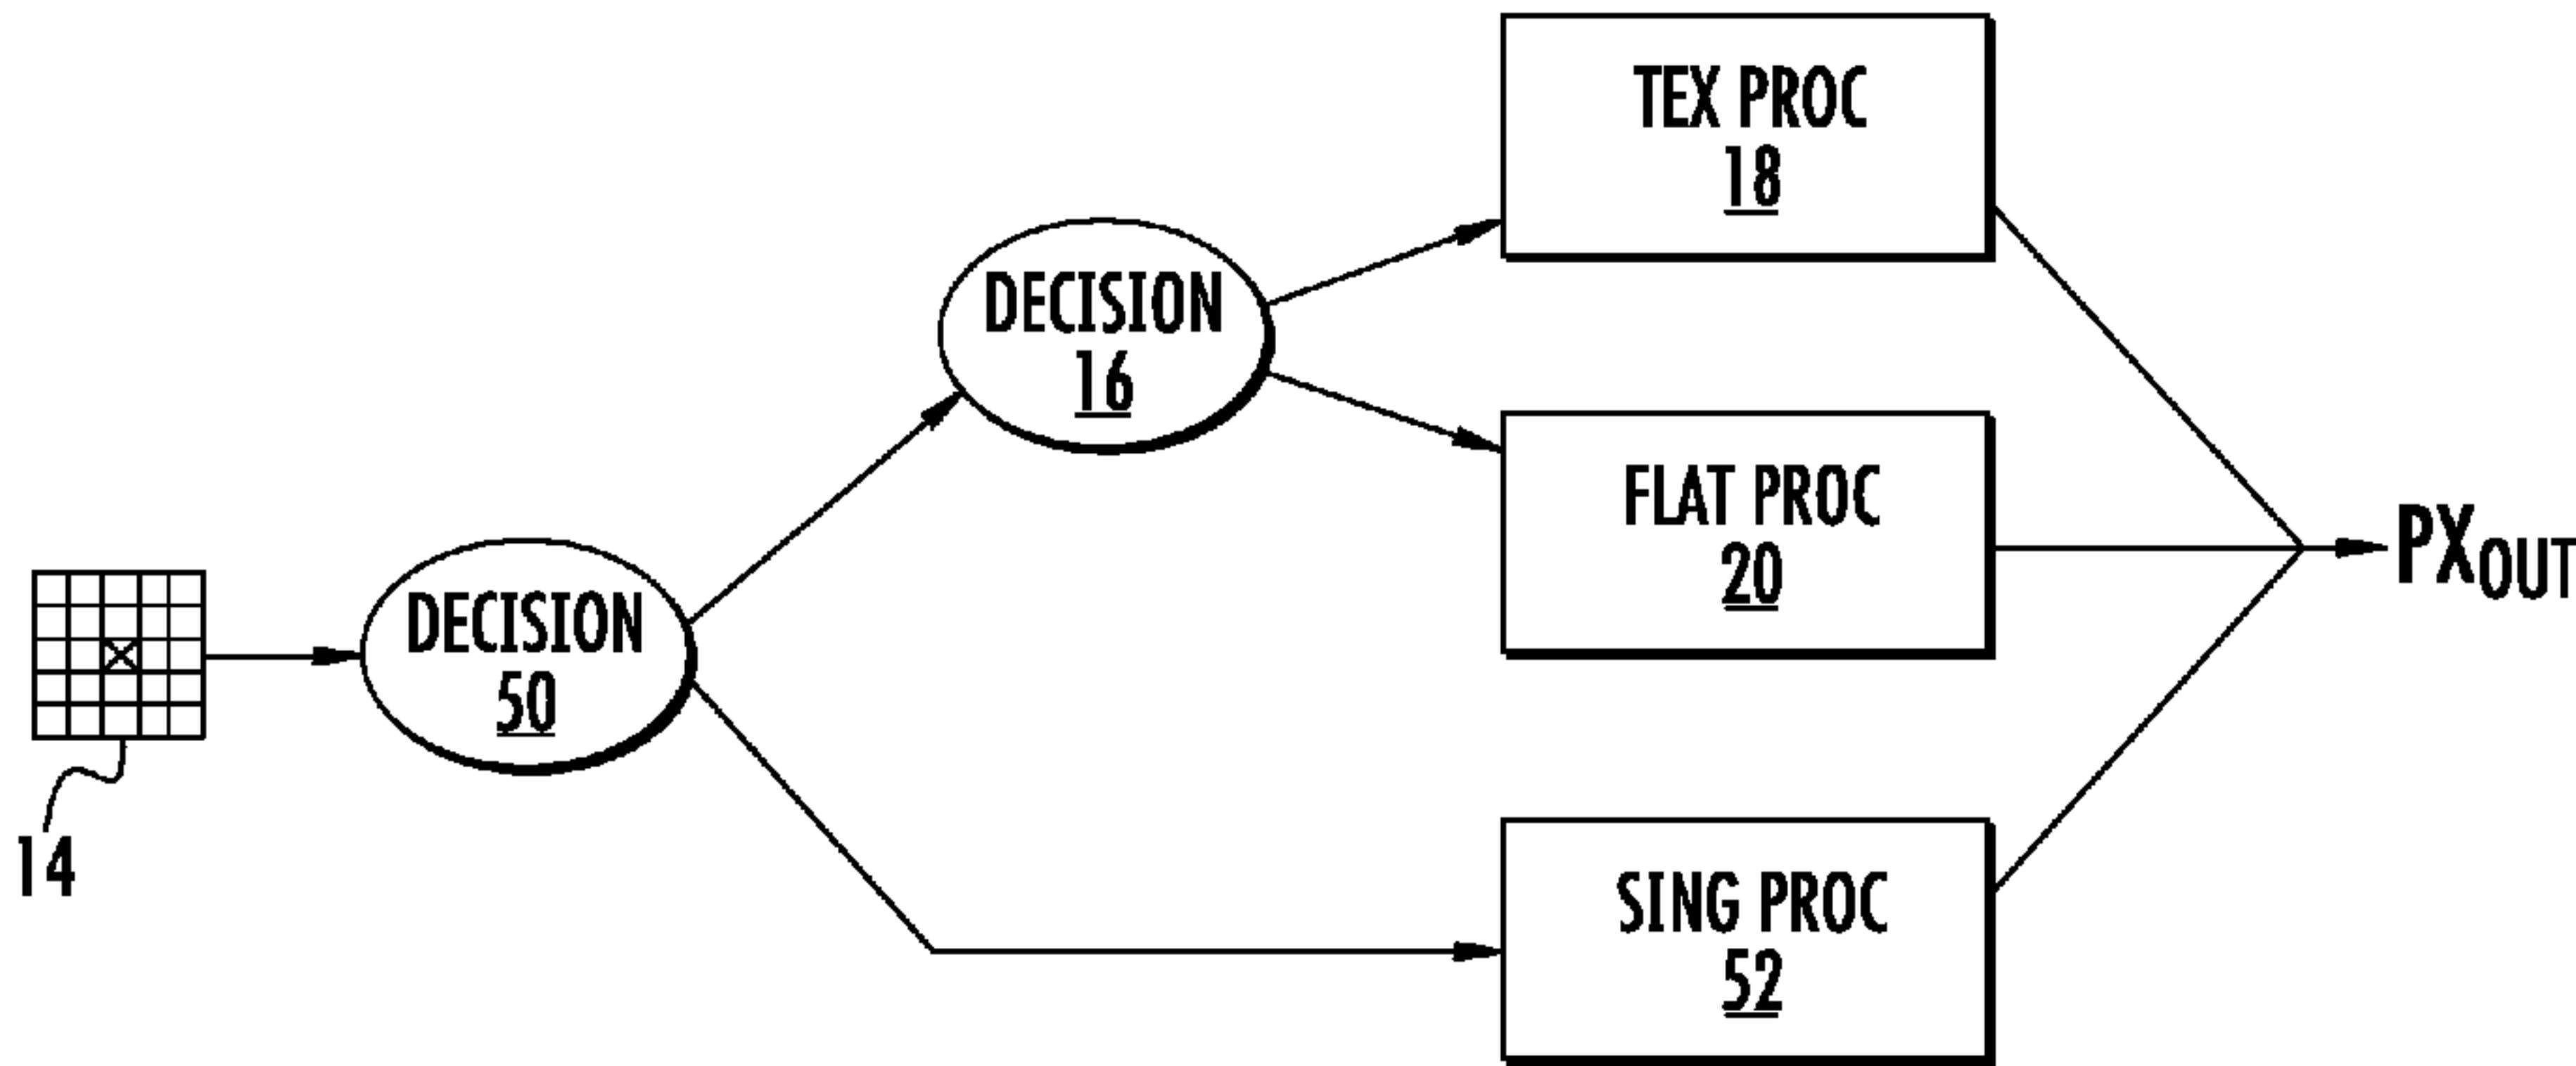 TEX PROC
18
DECISION
16
FLAT PROC
20
PXOUT
DECISION
50
14
SING PROC
52